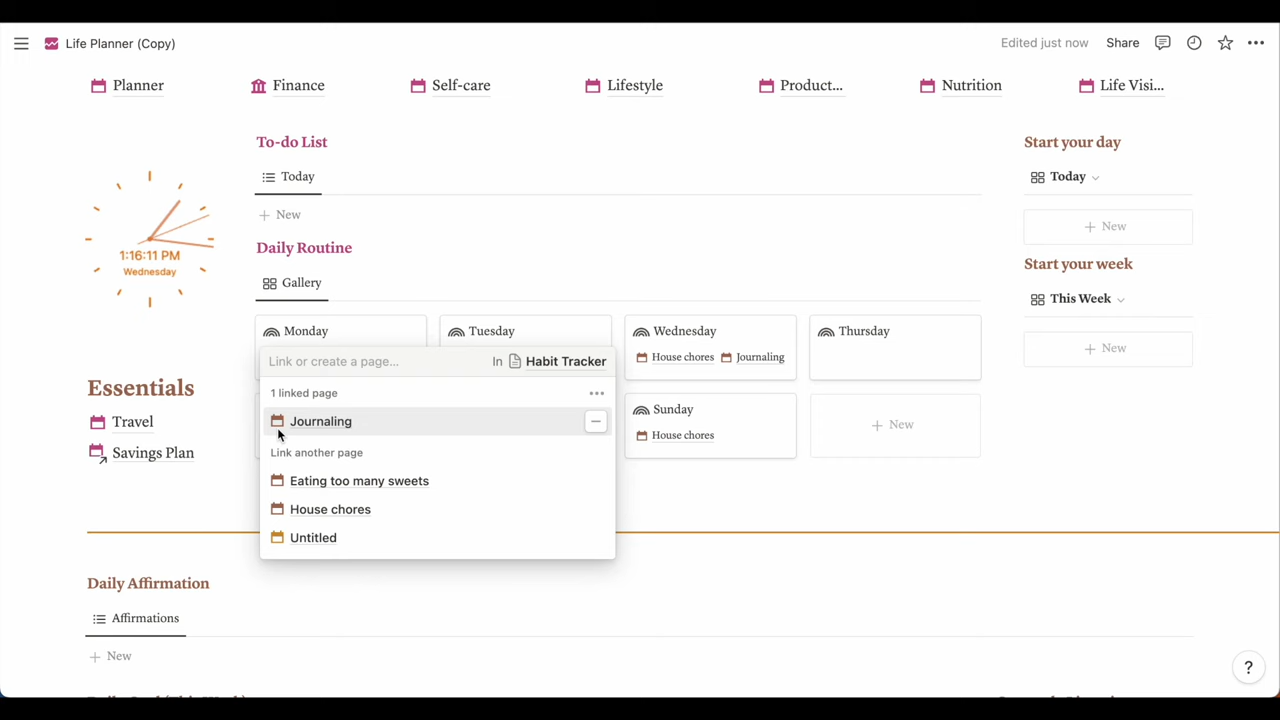 Life Planner (Copy)
Edited just now
Share
Planner
Finance
Self-care
Lifestyle
Product...
Nutrition
Life Visi...
To-do List
Today
+ New
Start your day
Today
+ New
1:16:11 PM
Wednesday
Daily Routine
Gallery
Start your week
This Week
+ New
Monday
Tuesday
Wednesday
House chores Journaling
Thursday
Sunday
House chores
+ New
Link or create a page... In Habit Tracker
1 linked page
Journaling
Link another page
Eating too many sweets
House chores
Untitled
Essentials
Travel
Savings Plan
Daily Affirmation
Affirmations
+ New
?